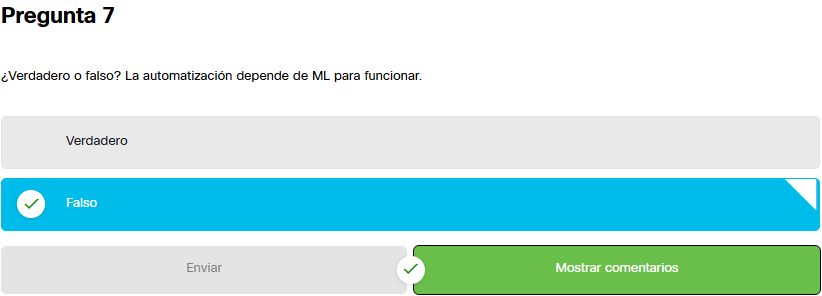 Pregunta 7
¿Verdadero o falso? La automatización depende de ML para funcionar.
Verdadero
Falso
Enviar
Mostrar comentarios